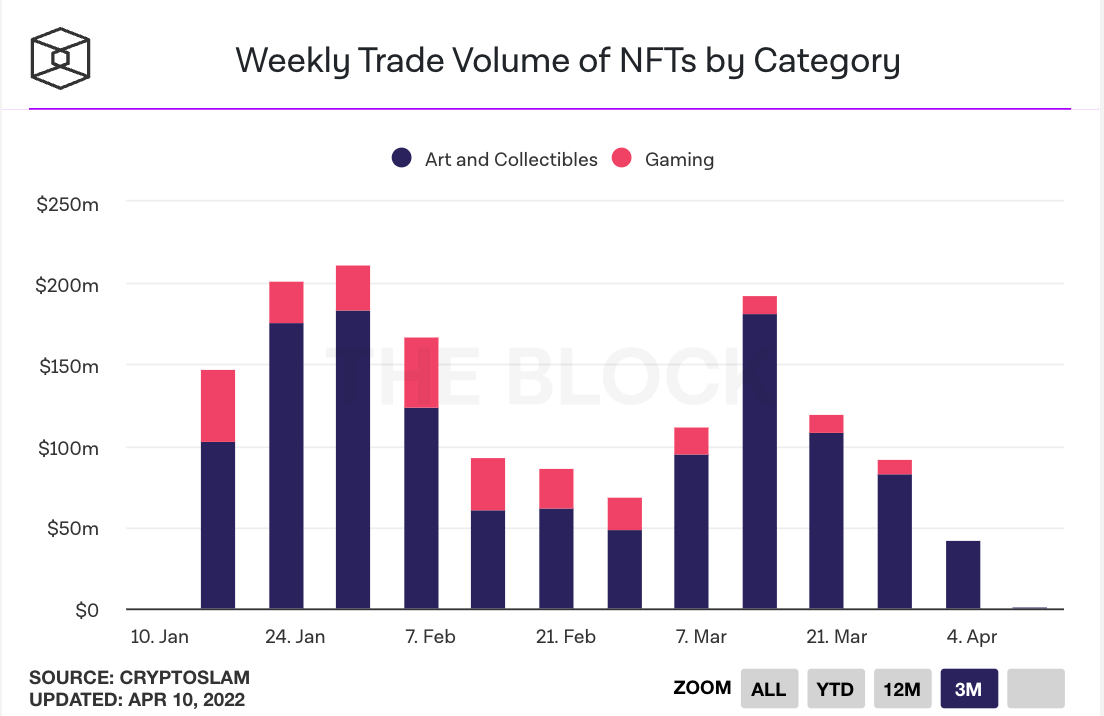 Weekly Trade Volume of NFTs by Category
Art and Collectibles Gaming
$250m
$200m
$150m
$100m
$50m
$0
THE BLOCK
10. Jan 24. Jan 7. Feb 21. Feb 7. Mar 21. Mar 4. Apr
SOURCE: CRYPTOSLAM
UPDATED: APR 10, 2022
ZOOM ALL YTD 12M 3M